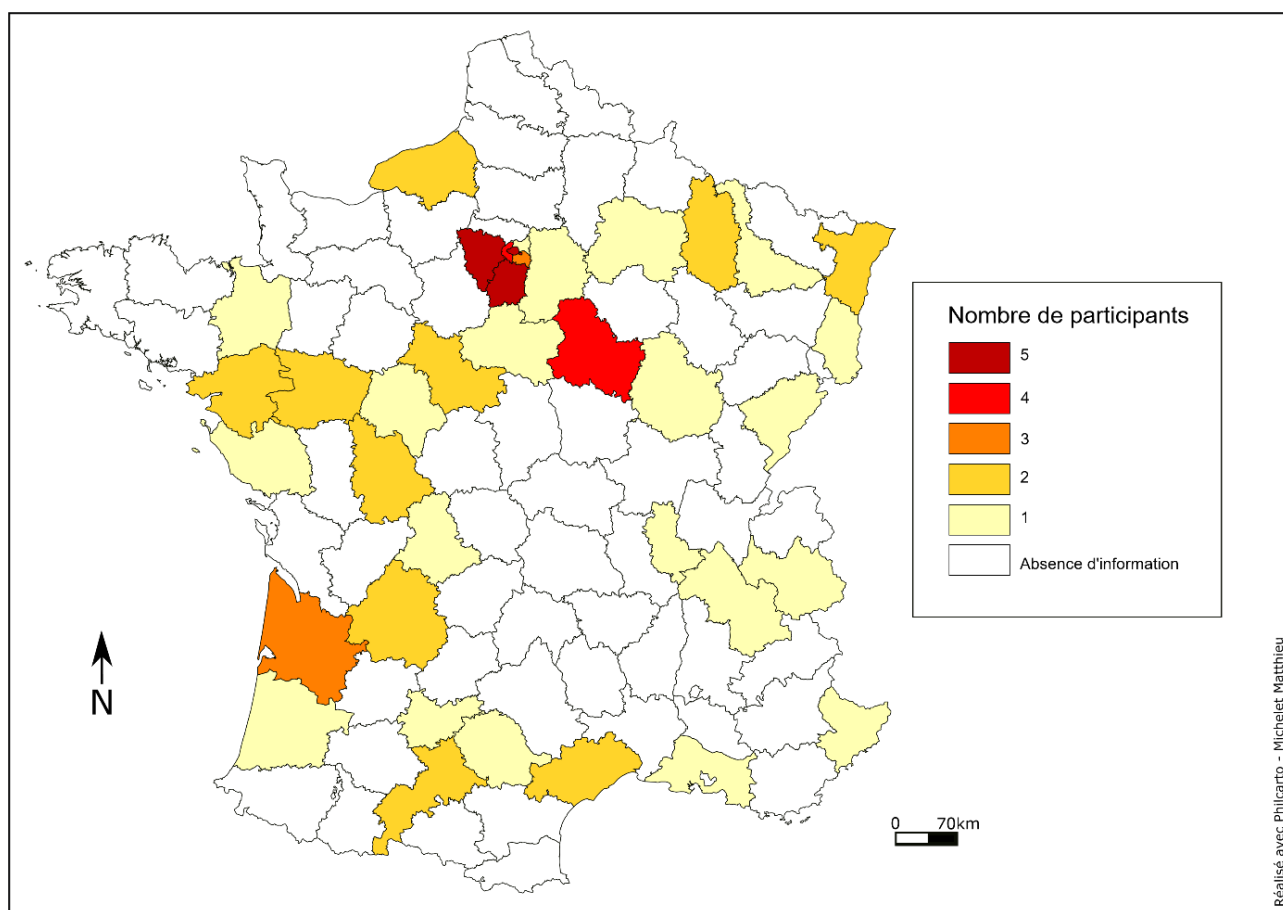 Nombre de participants
5
4
3
2
1
Absence d'information
N
0 70km
Réalisé avec Philcarto - Michelet Matthieu